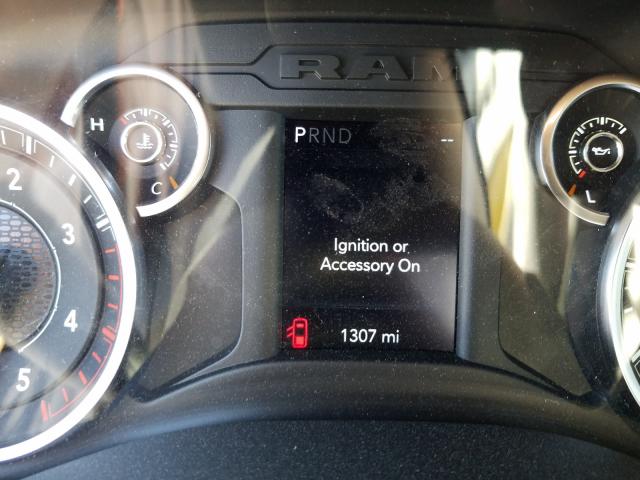 RAM
H
C
PRND
--
2
3
4
5
L
Ignition or
Accessory On
1307 mi